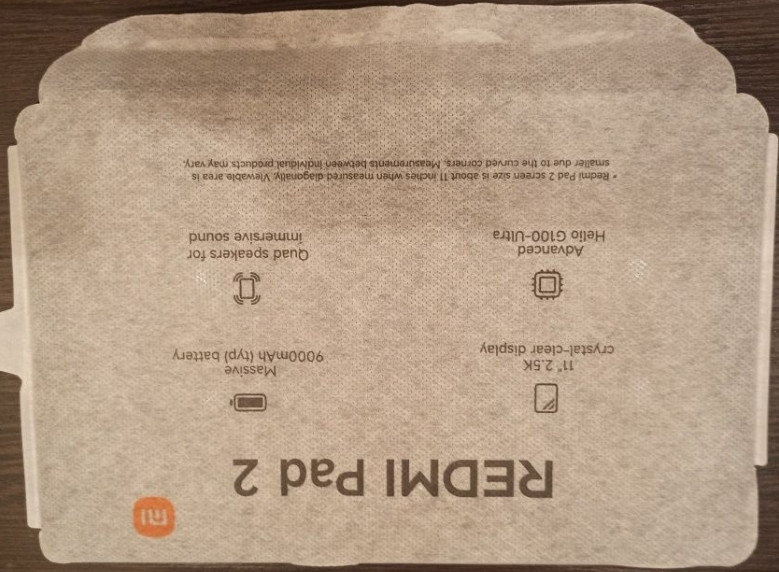 mi
REDMI Pad 2
11" 2.5K
crystal-clear display
Massive
9000mAh (typ) battery
Advanced
Helio G100-Ultra
Quad speakers for
immersive sound
* Redmi Pad 2 screen size is about 11 inches when measured diagonally. Viewable area is
smaller due to the curved corners. Measurements between individual products may vary.